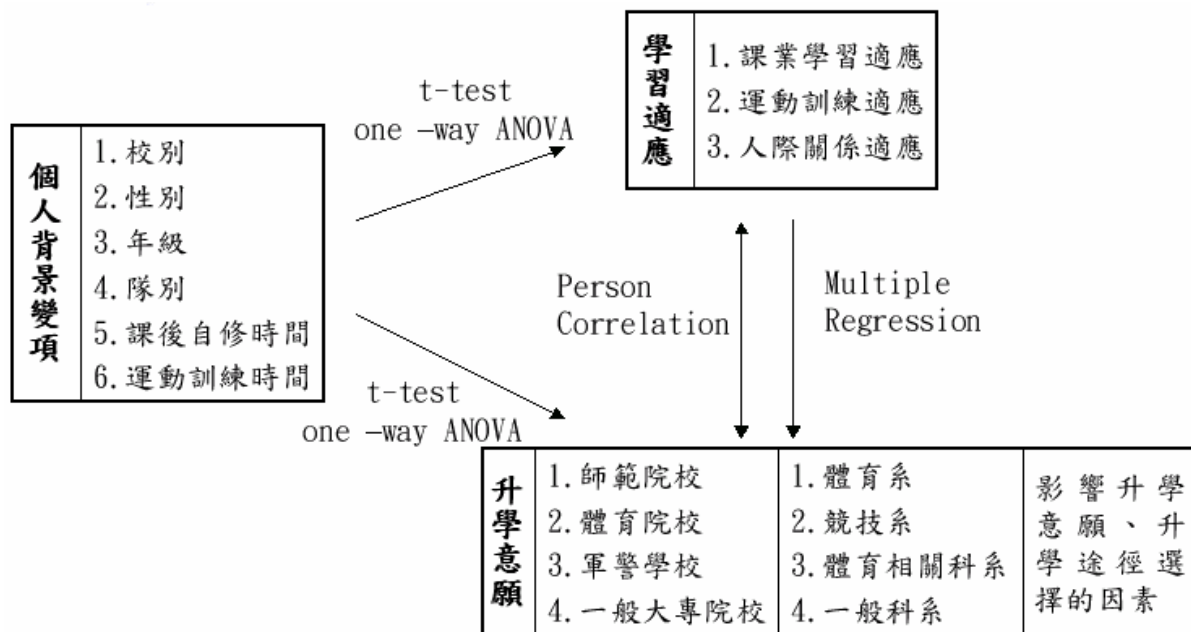 學習適應
1.課業學習適應
2.運動訓練適應
3.人際關係適應
t-test
one –way ANOVA
個人背景變項
1.校別
2.性別
3.年級
4.隊別
5.課後自修時間
6.運動訓練時間
Person
Correlation
Multiple
Regression
t-test
one –way ANOVA
升學意願
1.師範院校
2.體育院校
3.軍警學校
4.一般大專院校
1.體育系
2.競技系
3.體育相關科系
4.一般科系
影響升學
意願、升
學途徑選
擇的因素